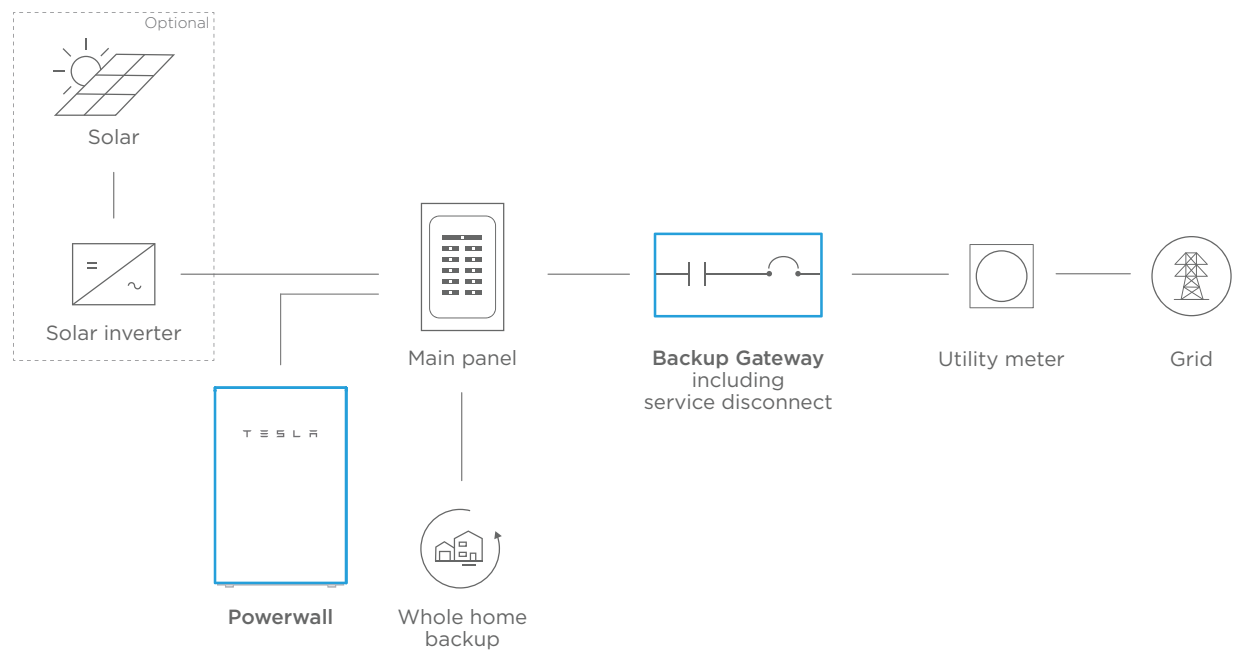 Optional
Solar
Solar inverter
Main panel
Backup Gateway
including
service disconnect
Utility meter
Grid
TESLA
Powerwall
Whole home
backup